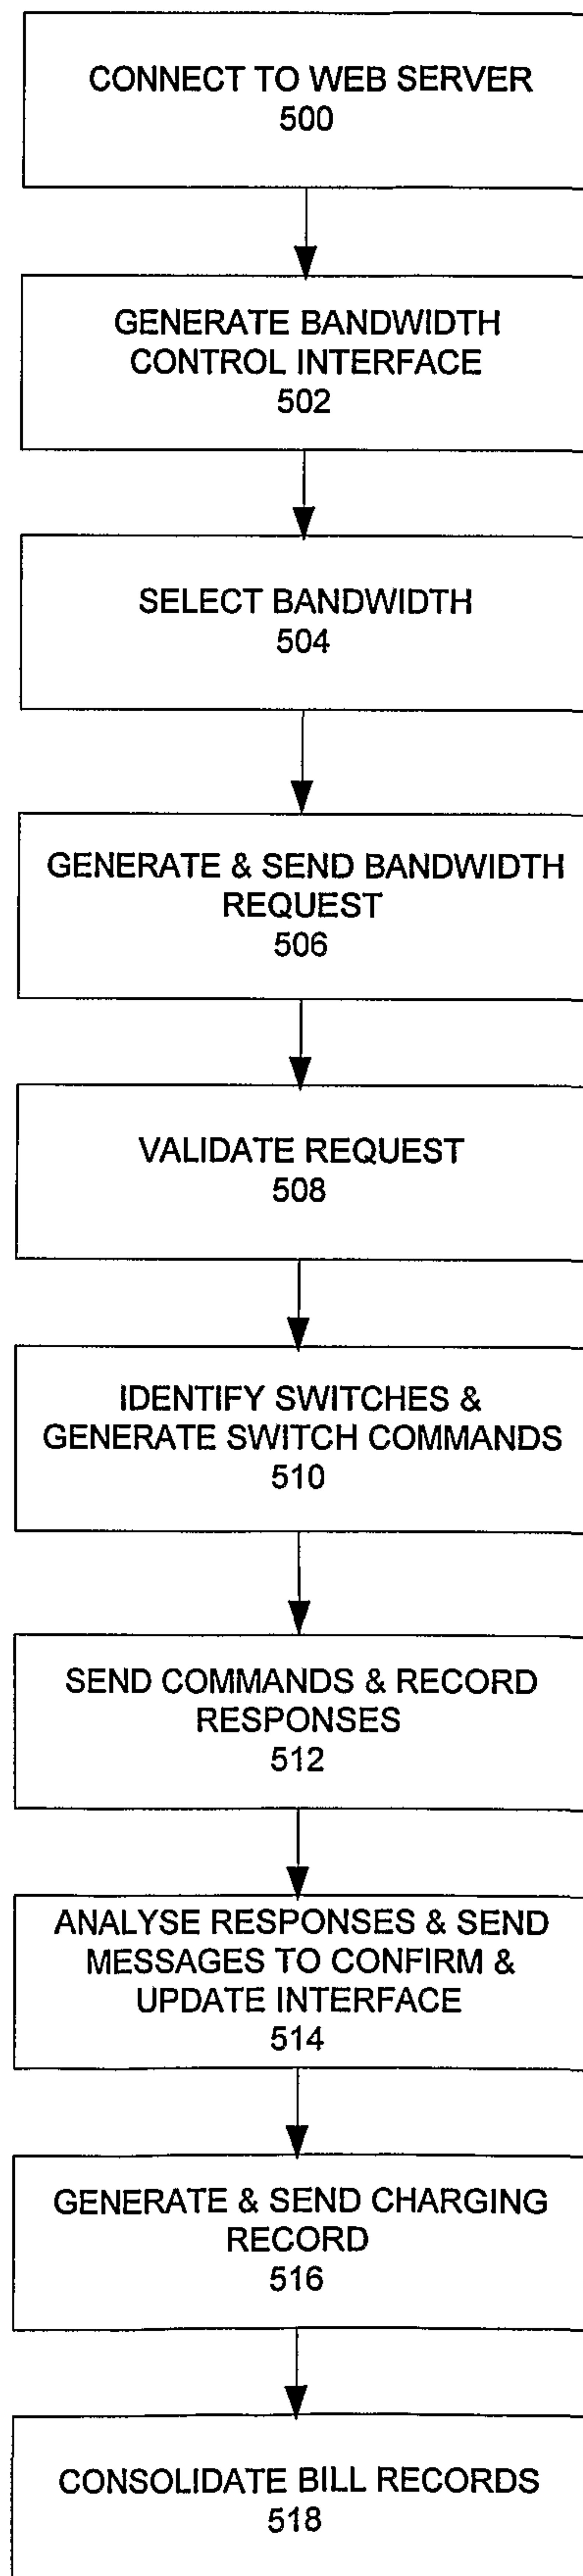 CONNECT TO WEB SERVER
500
GENERATE BANDWIDTH
CONTROL INTERFACE
502
SELECT BANDWIDTH
504
GENERATE & SEND BANDWIDTH
REQUEST
506
VALIDATE REQUEST
508
IDENTIFY SWITCHES &
GENERATE SWITCH COMMANDS
510
SEND COMMANDS & RECORD
RESPONSES
512
ANALYSE RESPONSES & SEND
MESSAGES TO CONFIRM &
UPDATE INTERFACE
514
GENERATE & SEND CHARGING
RECORD
516
CONSOLIDATE BILL RECORDS
518